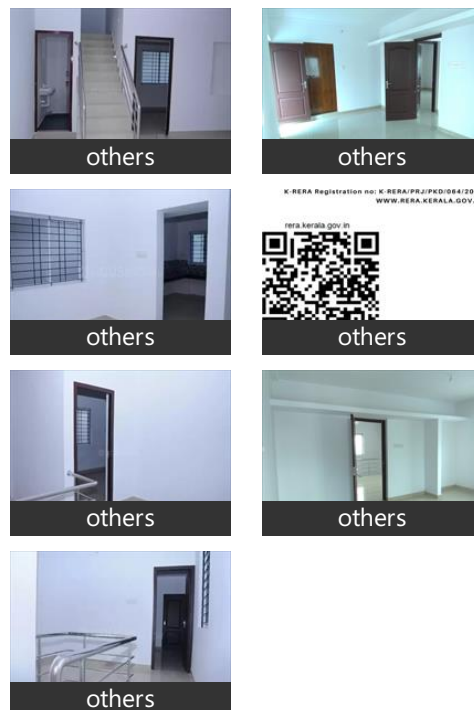 others
others
others
K-RERA Registration no: K-RERA/PRJ/PKD/064/20
WWW.RERA.KERALA.GOV.
rera.kerala.gov.in
others
others
others
others